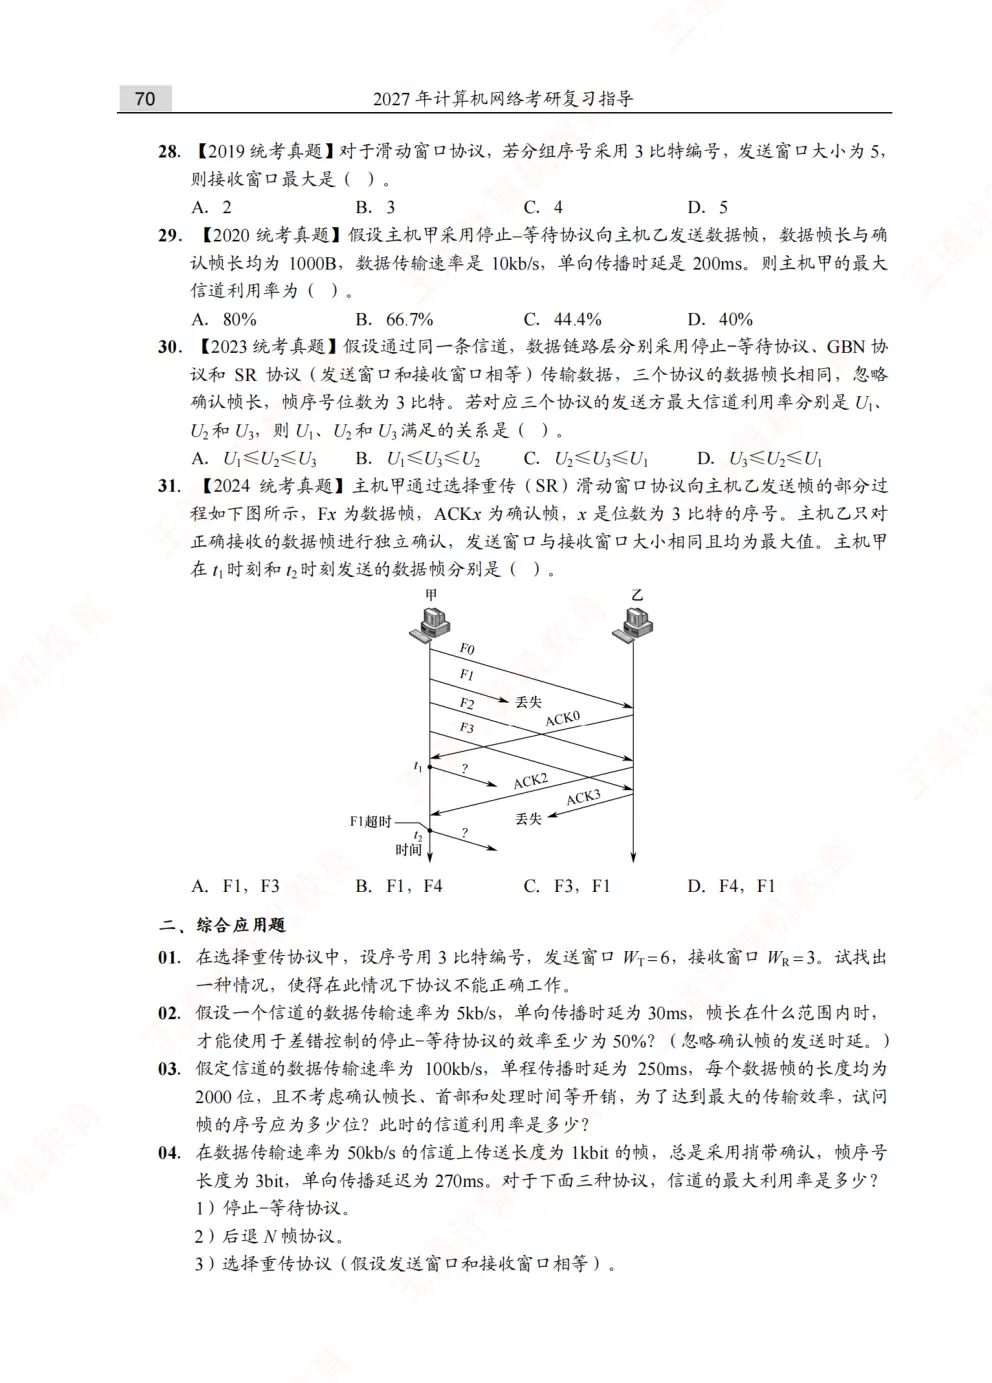 70
2027年计算机网络考研复习指导
28. 【2019统考真题】对于滑动窗口协议，若分组序号采用3比特编号，发送窗口大小为5，
则接收窗口最大是（ ）。
A. 2 B. 3 C. 4 D. 5
29. 【2020统考真题】假设主机甲采用停止-等待协议向主机乙发送数据帧，数据帧长与确
认帧长均为1000B，数据传输速率是10kb/s，单向传播时延是200ms。则主机甲的最大
信道利用率为（ ）。
A. 80% B. 66.7% C. 44.4% D. 40%
30. 【2023统考真题】假设通过同一条信道，数据链路层分别采用停止-等待协议、GBN协
议和SR协议（发送窗口和接收窗口相等）传输数据，三个协议的数据帧长相同，忽略
确认帧长，帧序号位数为3比特。若对应三个协议的发送方最大信道利用率分别是U₁、
U₂和U₃，则U₁、U₂和U₃满足的关系是（ ）。
A. U₁≤U₂≤U₃ B. U₁≤U₃≤U₂ C. U₂≤U₃≤U₁ D. U₃≤U₂≤U₁
31. 【2024统考真题】主机甲通过选择重传（SR）滑动窗口协议向主机乙发送帧的部分过
程如下图所示，Fx为数据帧，ACKx为确认帧，x是位数为3比特的序号。主机乙只对
正确接收的数据帧进行独立确认，发送窗口与接收窗口大小相同且均为最大值。主机甲
在t₁时刻和t₂时刻发送的数据帧分别是（ ）。
甲 乙
F0
F1
F2 丢失
ACK0
F3
t₁ ?
ACK2
ACK3
F1超时 丢失
t₂ ?
时间
A. F1，F3 B. F1，F4 C. F3，F1 D. F4，F1
二、综合应用题
01. 在选择重传协议中，设序号用3比特编号，发送窗口W_T=6，接收窗口W_R=3。试找出
一种情况，使得在此情况下协议不能正确工作。
02. 假设一个信道的数据传输速率为5kb/s，单向传播时延为30ms，帧长在什么范围内时，
才能使用于差错控制的停止-等待协议的效率至少为50%？（忽略确认帧的发送时延。）
03. 假定信道的数据传输速率为100kb/s，单程传播时延为250ms，每个数据帧的长度均为
2000位，且不考虑确认帧长、首部和处理时间等开销，为了达到最大的传输效率，试问
帧的序号应为多少位？此时的信道利用率是多少？
04. 在数据传输速率为50kb/s的信道上传送长度为1kbit的帧，总是采用捎带确认，帧序号
长度为3bit，单向传播延迟为270ms。对于下面三种协议，信道的最大利用率是多少？
1）停止-等待协议。
2）后退N帧协议。
3）选择重传协议（假设发送窗口和接收窗口相等）。